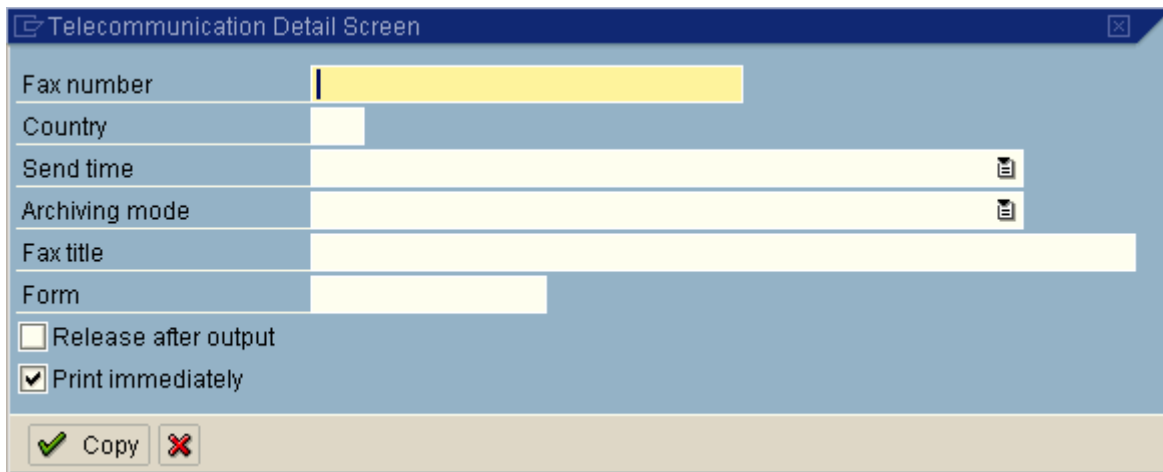 Telecommunication Detail Screen
Fax number
Country
Send time
Archiving mode
Fax title
Form
Release after output
Print immediately
Copy